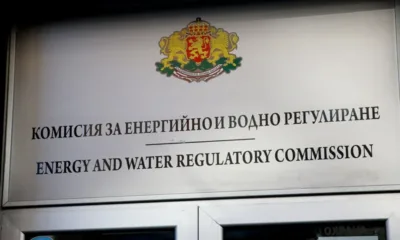 КОМИСИЯ ЗА ЕНЕРГИЙНО И ВОДНО РЕГУЛИРАНЕ
ENERGY AND WATER REGULATORY COMMISSION